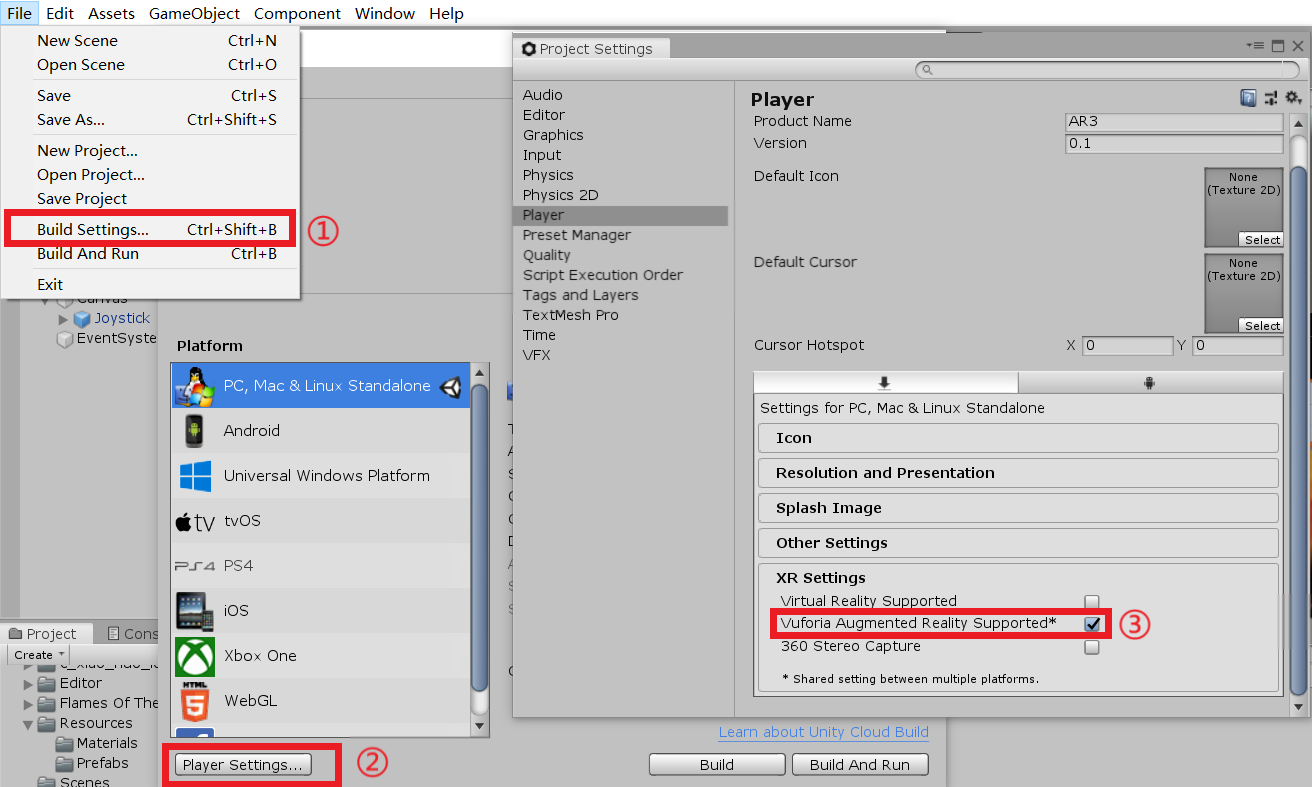 File Edit Assets GameObject Component Window Help
New Scene Ctrl+N
Open Scene Ctrl+O
Save Ctrl+S
Save As... Ctrl+Shift+S
New Project...
Open Project...
Save Project
Build Settings... Ctrl+Shift+B ①
Build And Run Ctrl+B
Exit
Canvas
Joystick
EventSyste
Platform
PC, Mac & Linux Standalone
Android
Universal Windows Platform
tv tvOS
PS4 PS4
iOS
Xbox One
HTML
5 WebGL
Player Settings... ②
Project Cons
Create
Editor
Flames Of The
Resources
Materials
Prefabs
Scenes
Project Settings
Audio
Editor
Graphics
Input
Physics
Physics 2D
Player
Preset Manager
Quality
Script Execution Order
Tags and Layers
TextMesh Pro
Time
VFX
Player
Product Name AR3
Version 0.1
Default Icon
None
(Texture 2D)
Select
Default Cursor
None
(Texture 2D)
Select
Cursor Hotspot X 0 Y 0
Settings for PC, Mac & Linux Standalone
Icon
Resolution and Presentation
Splash Image
Other Settings
XR Settings
Virtual Reality Supported
Vuforia Augmented Reality Supported* ③
360 Stereo Capture
* Shared setting between multiple platforms.
Learn about Unity Cloud Build
Build Build And Run